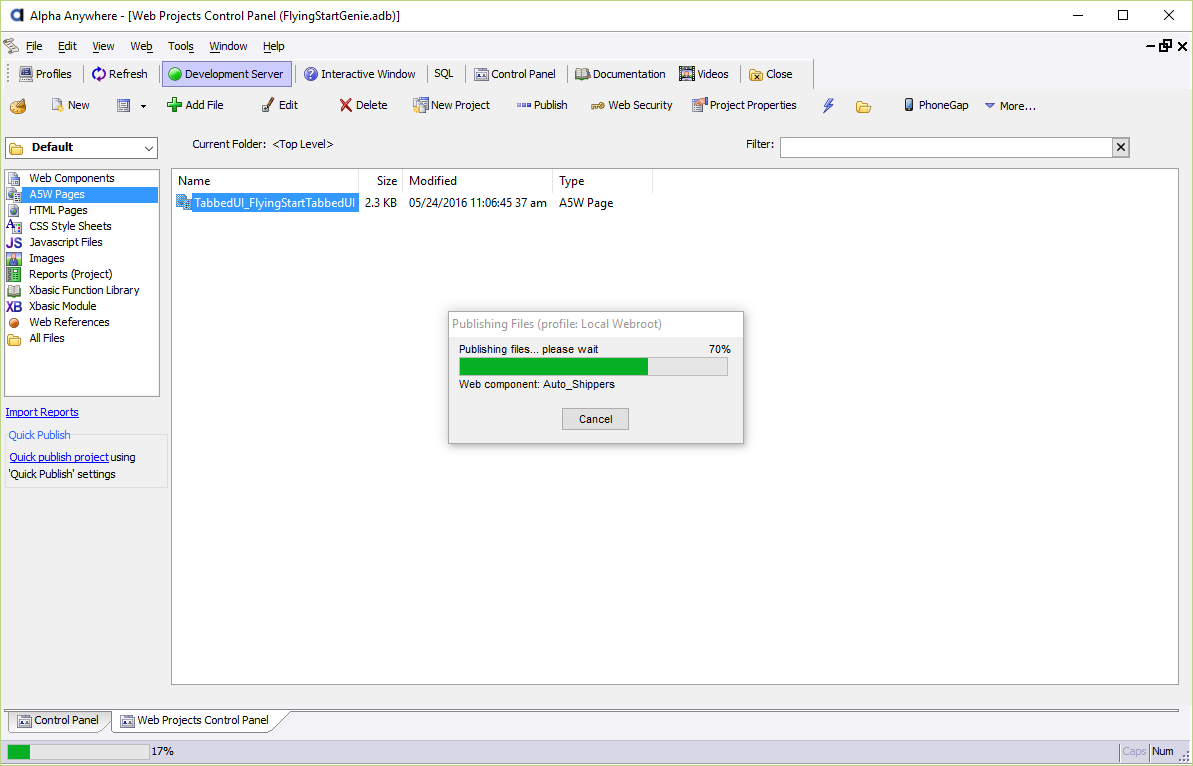 Alpha Anywhere - [Web Projects Control Panel (FlyingStartGenie.adb)]
File Edit View Web Tools Window Help
Profiles Refresh Development Server Interactive Window SQL Control Panel Documentation Videos Close
New Add File Edit Delete New Project Publish Web Security Project Properties PhoneGap More...
Default Current Folder: <Top Level> Filter:
Name Size Modified Type
TabbedUI_FlyingStartTabbedUI 2.3 KB 05/24/2016 11:06:45 37 am A5W Page
Web Components
A5W Pages
HTML Pages
CSS Style Sheets
JS Javascript Files
Images
Reports (Project)
Xbasic Function Library
XB Xbasic Module
Web References
All Files
Import Reports
Quick Publish
Quick publish project using
'Quick Publish' settings
Publishing Files (profile: Local Webroot)
Publishing files... please wait 70%
Web component: Auto_Shippers
Cancel
Control Panel Web Projects Control Panel
17% Caps Num